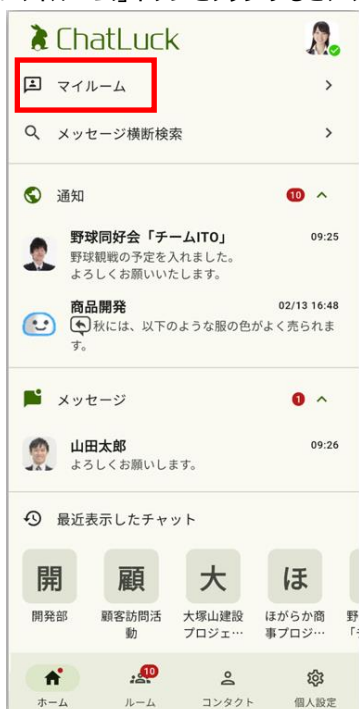 ChatLuck
マイルーム
メッセージ横断検索
通知 10
野球同好会「チームITO」 09:25
野球観戦の予定を入れました。
よろしくお願いいたします。
商品開発 02/13 16:48
秋には、以下のような服の色がよく売られま
す。
メッセージ 1
山田太郎 09:26
よろしくお願いします。
最近表示したチャット
開 顧 大 ほ
開発部 顧客訪問活 大塚山建設 ほがらか商 野
動 プロジェ… 事プロジ…
10
ホーム ルーム コンタクト 個人設定